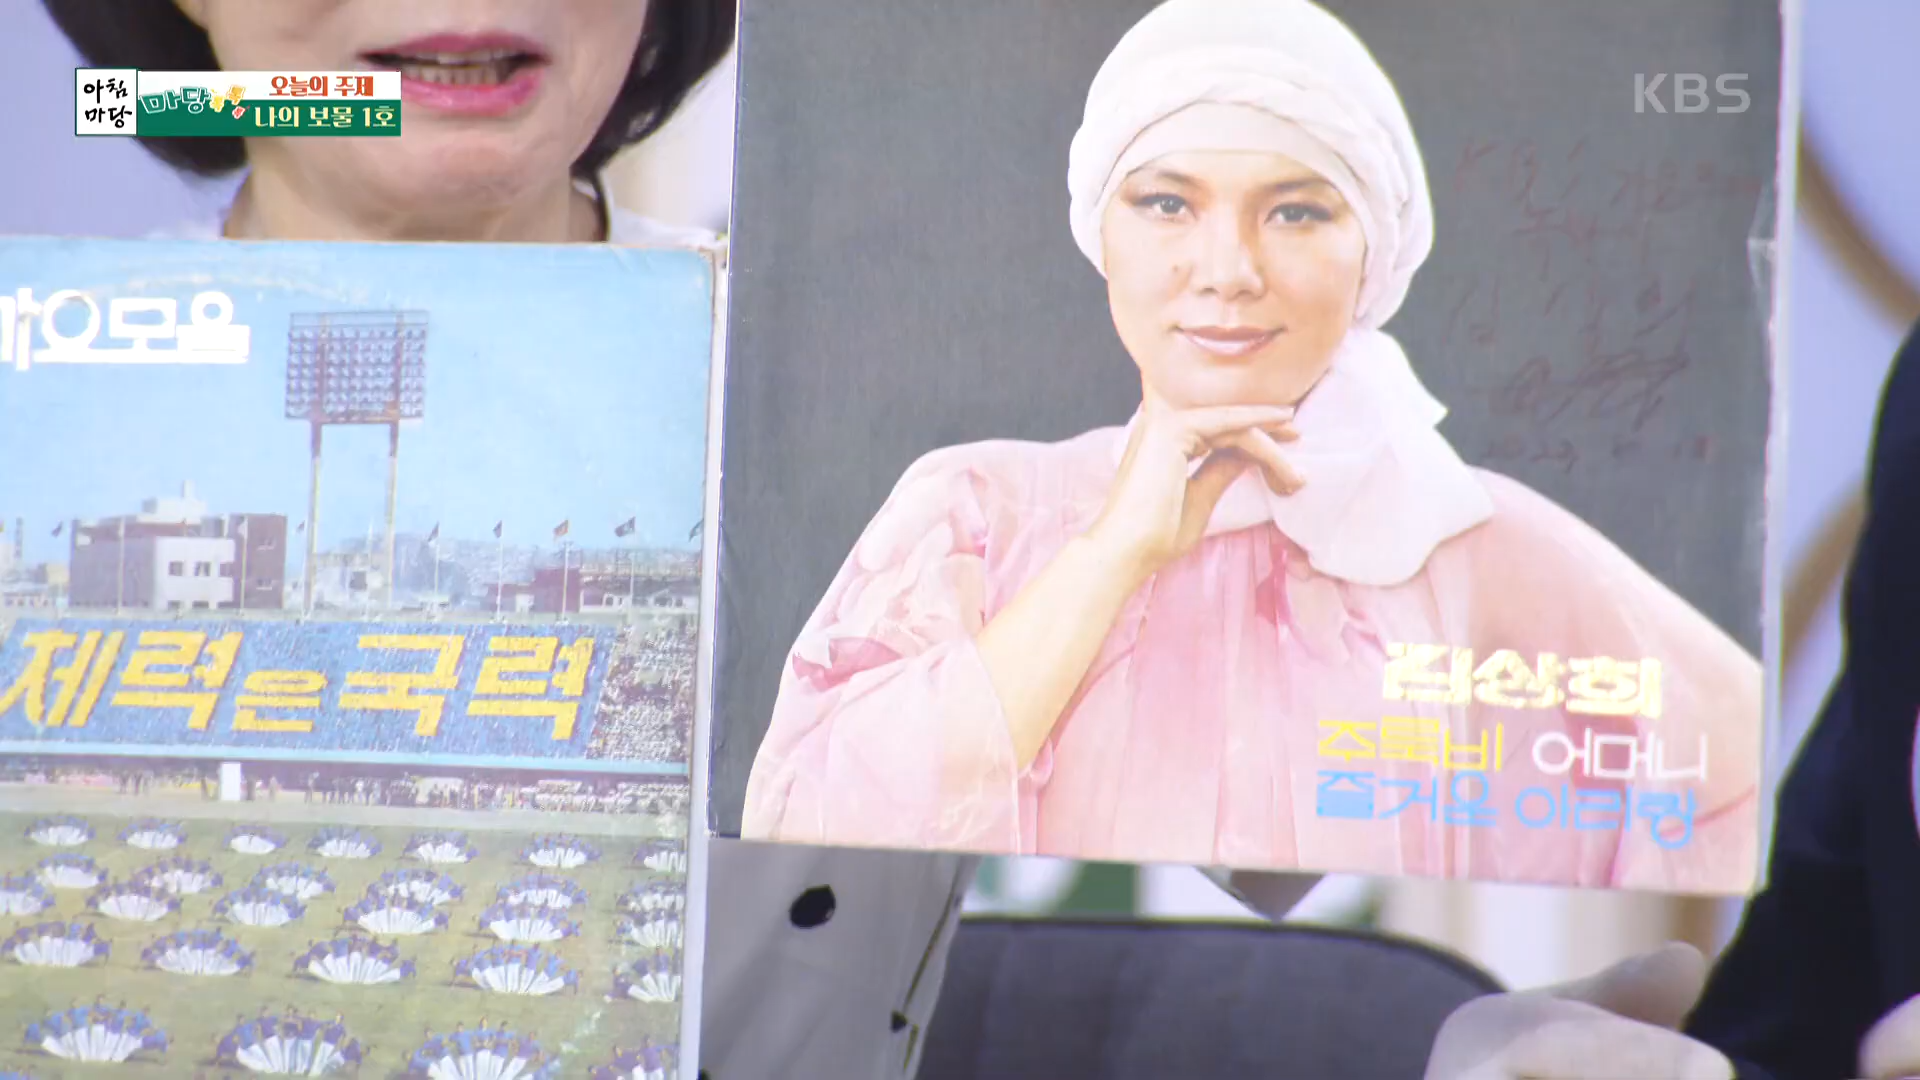 아침
마당
마당
오늘의 주제
나의 보물 1호
KBS
가요모음
체력은 국력
김상희
주룩비 어머니
즐거운 아리랑